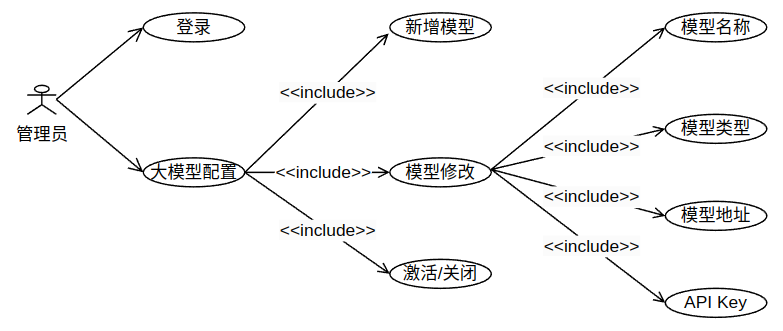 登录
新增模型
模型名称
<<include>>
<<include>>
管理员
模型类型
<<include>>
大模型配置
<<include>>
模型修改
<<include>>
模型地址
<<include>>
<<include>>
激活/关闭
API Key